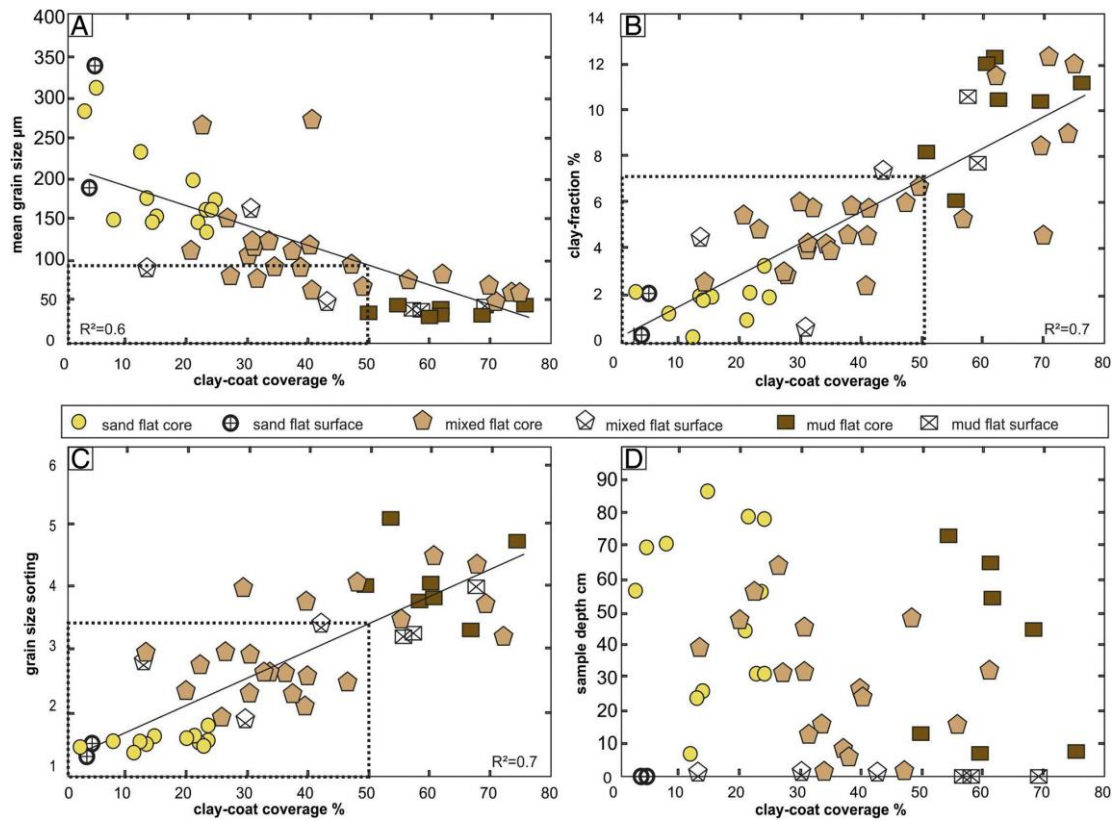 A
400
350
300
250
200
150
100
50
0
mean grain size µm
R²=0.6
0 10 20 30 40 50 60 70 80
clay-coat coverage %
B
14
12
10
8
6
4
2
0
clay-fraction %
R²=0.7
0 10 20 30 40 50 60 70 80
clay-coat coverage %
sand flat core sand flat surface mixed flat core mixed flat surface mud flat core mud flat surface
C
6
5
4
3
2
1
grain size sorting
R²=0.7
0 10 20 30 40 50 60 70 80
clay-coat coverage %
D
90
80
70
60
50
40
30
20
10
0
sample depth cm
0 10 20 30 40 50 60 70 80
clay-coat coverage %